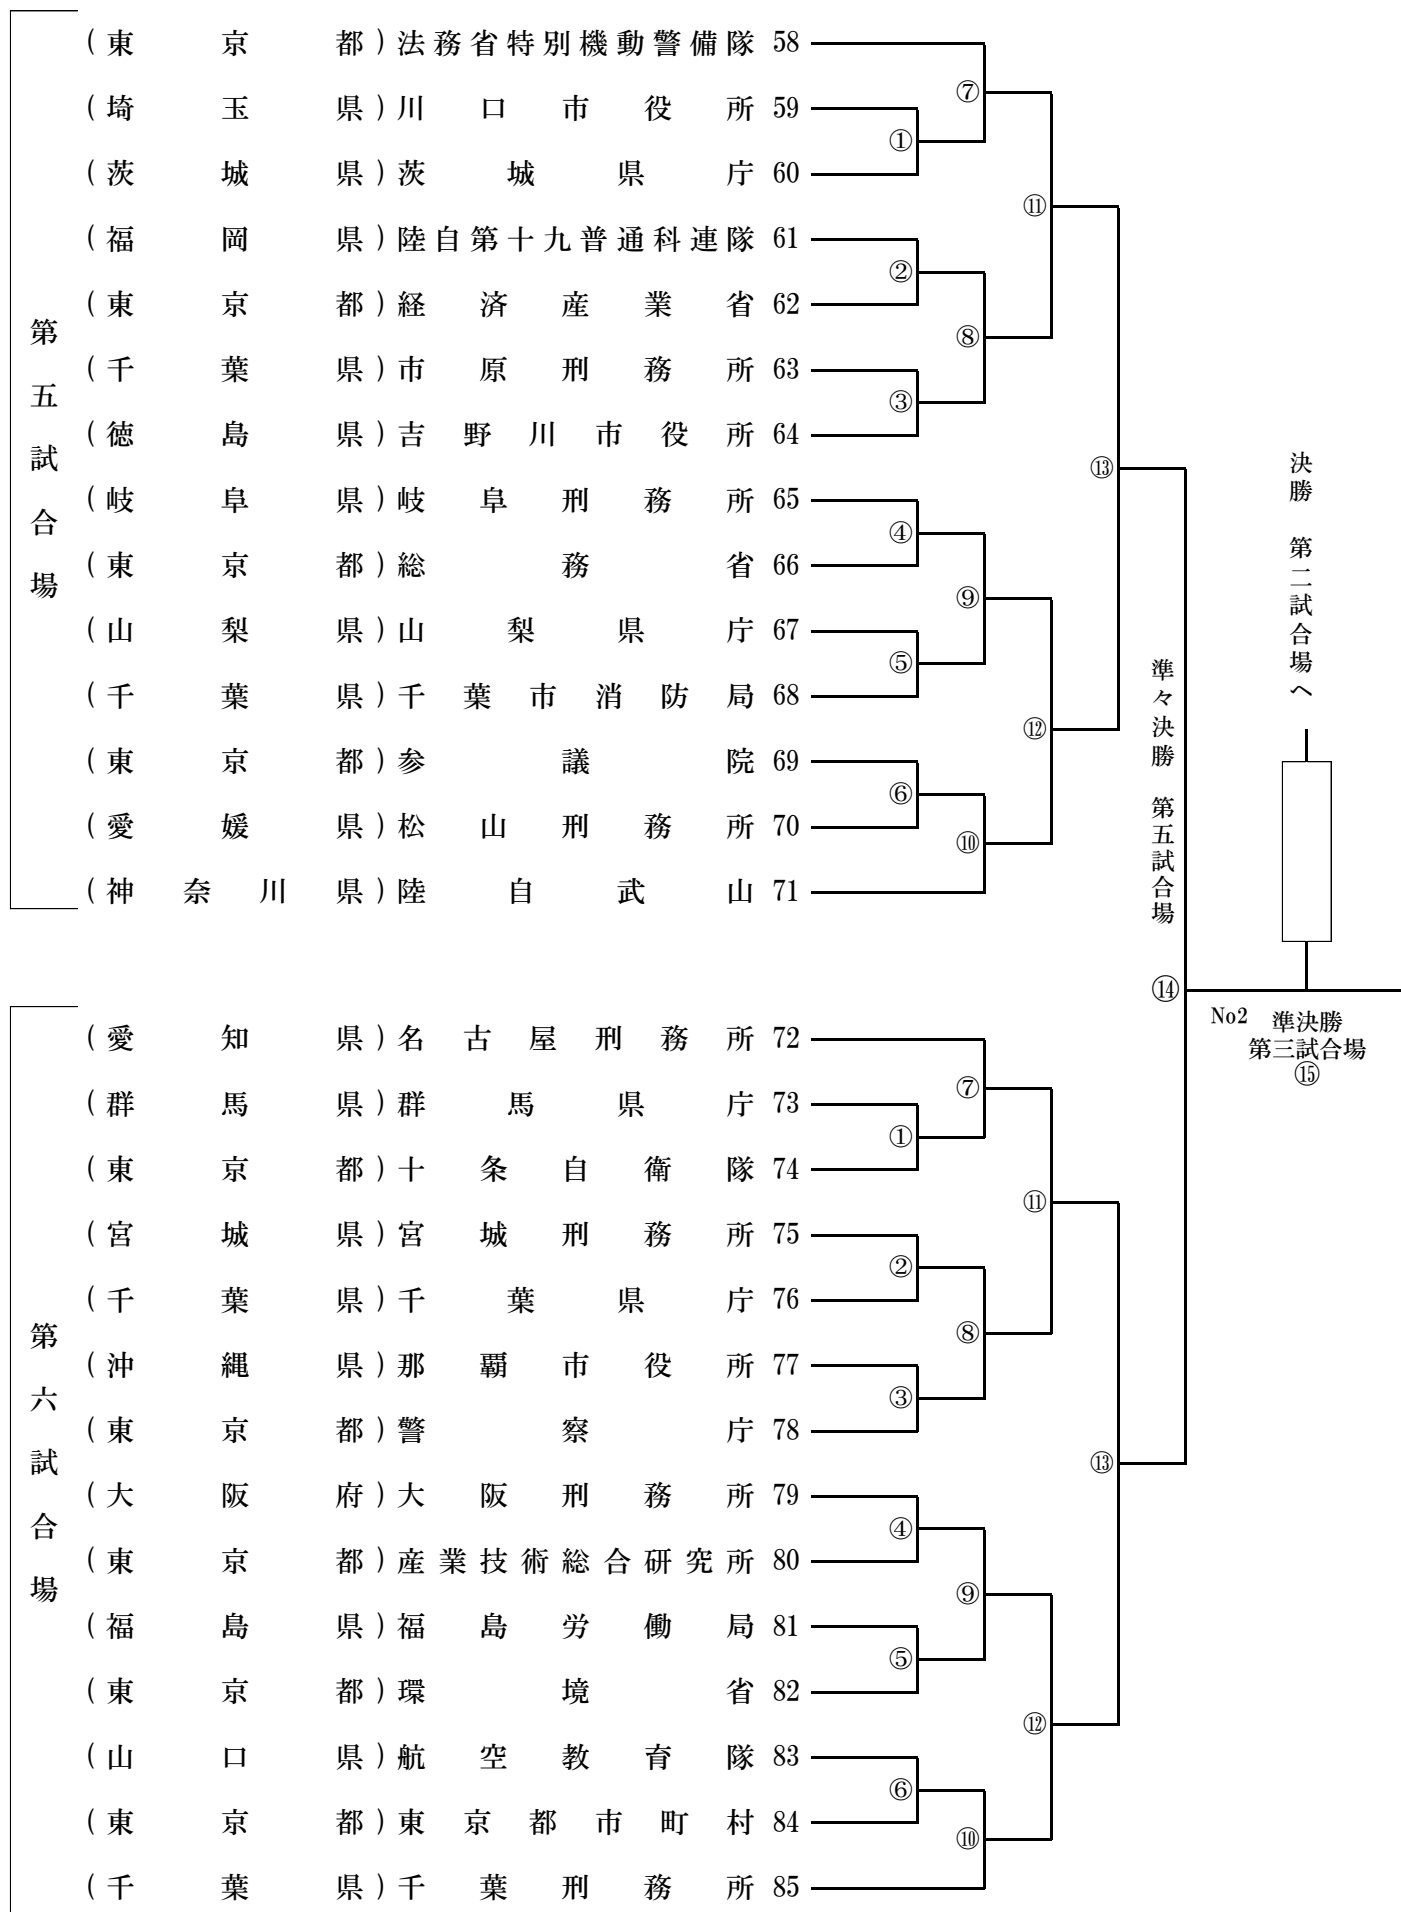 第五試合場
(東京都)法務省特別機動警備隊 58
(埼玉県)川口市役所 59
(茨城県)茨城県庁 60
(福岡県)陸自第十九普通科連隊 61
(東京都)経済産業省 62
(千葉県)市原刑務所 63
(徳島県)吉野川市役所 64
(岐阜県)岐阜刑務所 65
(東京都)総務省 66
(山梨県)山梨県庁 67
(千葉県)千葉市消防局 68
(東京都)参議院 69
(愛媛県)松山刑務所 70
(神奈川県)陸自武山 71
①
②
③
④
⑤
⑥
⑦
⑧
⑨
⑩
⑪
⑫
⑬
第六試合場
(愛知県)名古屋刑務所 72
(群馬県)群馬県庁 73
(東京都)十条自衛隊 74
(宮城県)宮城刑務所 75
(千葉県)千葉県庁 76
(沖縄県)那覇市役所 77
(東京都)警察庁 78
(大阪府)大阪刑務所 79
(東京都)産業技術総合研究所 80
(福島県)福島労働局 81
(東京都)環境省 82
(山口県)航空教育隊 83
(東京都)東京都市町村 84
(千葉県)千葉刑務所 85
①
②
③
④
⑤
⑥
⑦
⑧
⑨
⑩
⑪
⑫
⑬
準々決勝 第五試合場
⑭
決勝 第二試合場へ
No2 準決勝
第三試合場
⑮